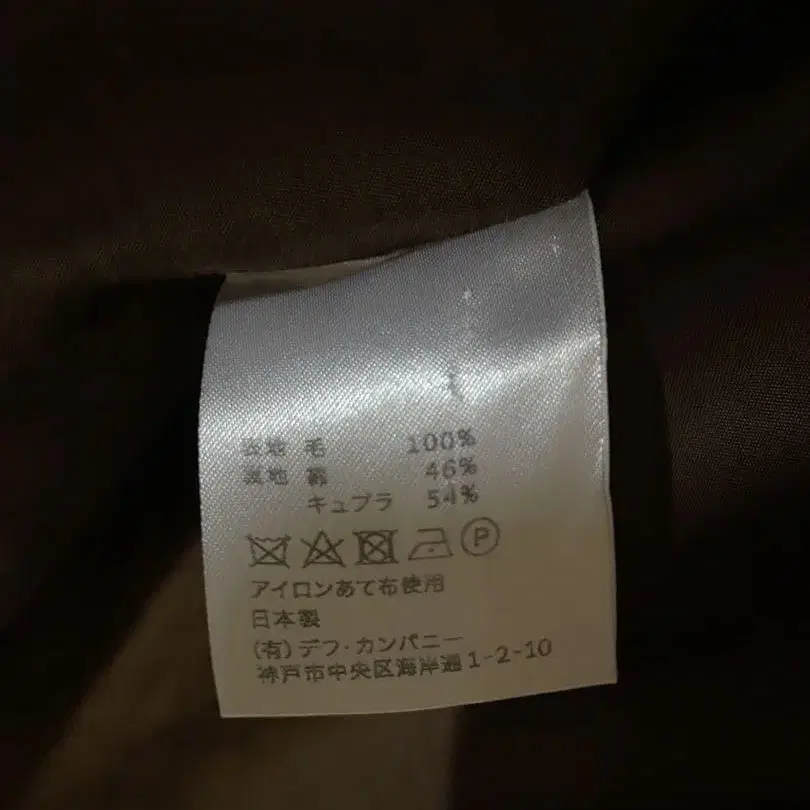 表地 毛 100%
裏地 綿 46%
キュプラ 54%
P
アイロンあて布使用
日本製
(有)デフ・カンパニー
神戸市中央区海岸通1-2-10